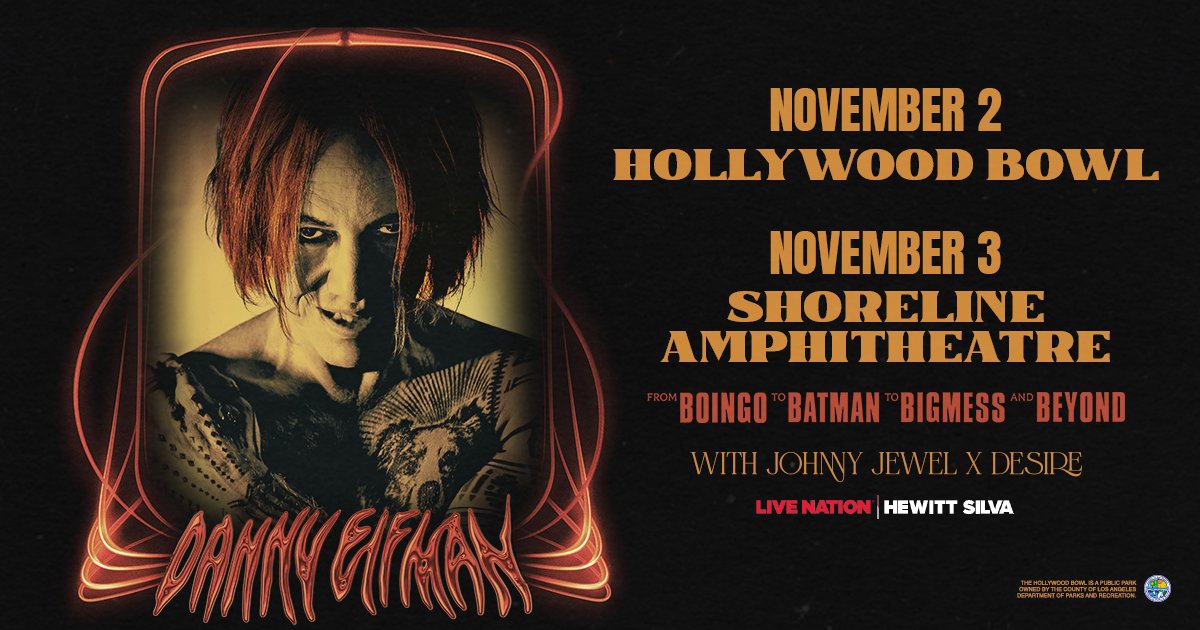 DANNY ELFMAN
NOVEMBER 2
HOLLYWOOD BOWL
NOVEMBER 3
SHORELINE
AMPHITHEATRE
FROM BOINGO TO BATMAN TO BIGMESS AND BEYOND
WITH JOHNNY JEWEL X DESIRE
LIVE NATION | HEWITT SILVA
THE HOLLYWOOD BOWL IS A PUBLIC PARK
OWNED BY THE COUNTY OF LOS ANGELES
DEPARTMENT OF PARKS AND RECREATION.